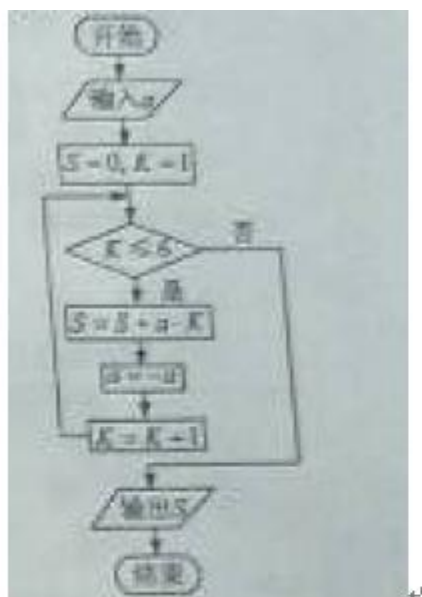 开始
输入a
S=0, K=1
K≤6
否
是
S=S+a·K
a=-a
K=K+1
输出S
结束